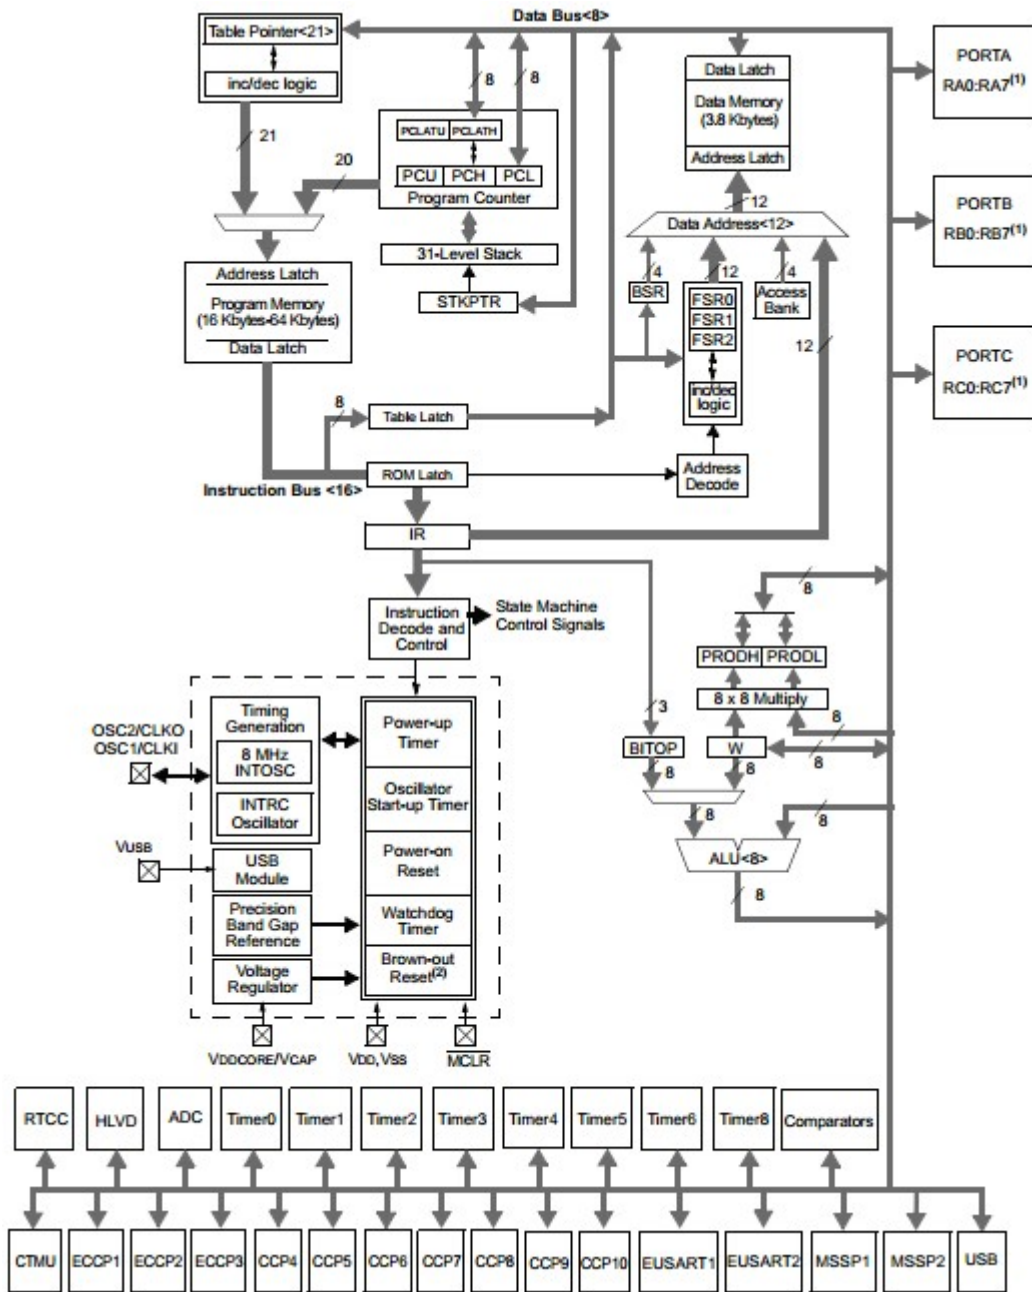 Data Bus<8>
Table Pointer<21>
inc/dec logic
21
20
8
8
PCLATU PCLATH
PCU PCH PCL
Program Counter
31-Level Stack
STKPTR
Data Latch
Data Memory
(3.8 Kbytes)
Address Latch
12
Data Address<12>
4
12
4
BSR
FSR0
FSR1
FSR2
inc/dec
logic
Access
Bank
12
PORTA
RA0:RA7(1)
PORTB
RB0:RB7(1)
PORTC
RC0:RC7(1)
Address Latch
Program Memory
(16 Kbytes-64 Kbytes)
Data Latch
8
Table Latch
ROM Latch
Instruction Bus <16>
Address
Decode
IR
Instruction
Decode and
Control
State Machine
Control Signals
8
PRODH PRODL
8 x 8 Multiply
3
8
BITOP
W
8
8
8
8
8
ALU<8>
8
OSC2/CLKO
OSC1/CLKI
Timing
Generation
8 MHz
INTOSC
INTRC
Oscillator
VUSB
USB
Module
Precision
Band Gap
Reference
Voltage
Regulator
Power-up
Timer
Oscillator
Start-up Timer
Power-on
Reset
Watchdog
Timer
Brown-out
Reset(2)
VDDCORE/VCAP
VDD,VSS
MCLR
RTCC
HLVD
ADC
Timer0
Timer1
Timer2
Timer3
Timer4
Timer5
Timer6
Timer8
Comparators
CTMU
ECCP1
ECCP2
ECCP3
CCP4
CCP5
CCP6
CCP7
CCP8
CCP9
CCP10
EUSART1
EUSART2
MSSP1
MSSP2
USB